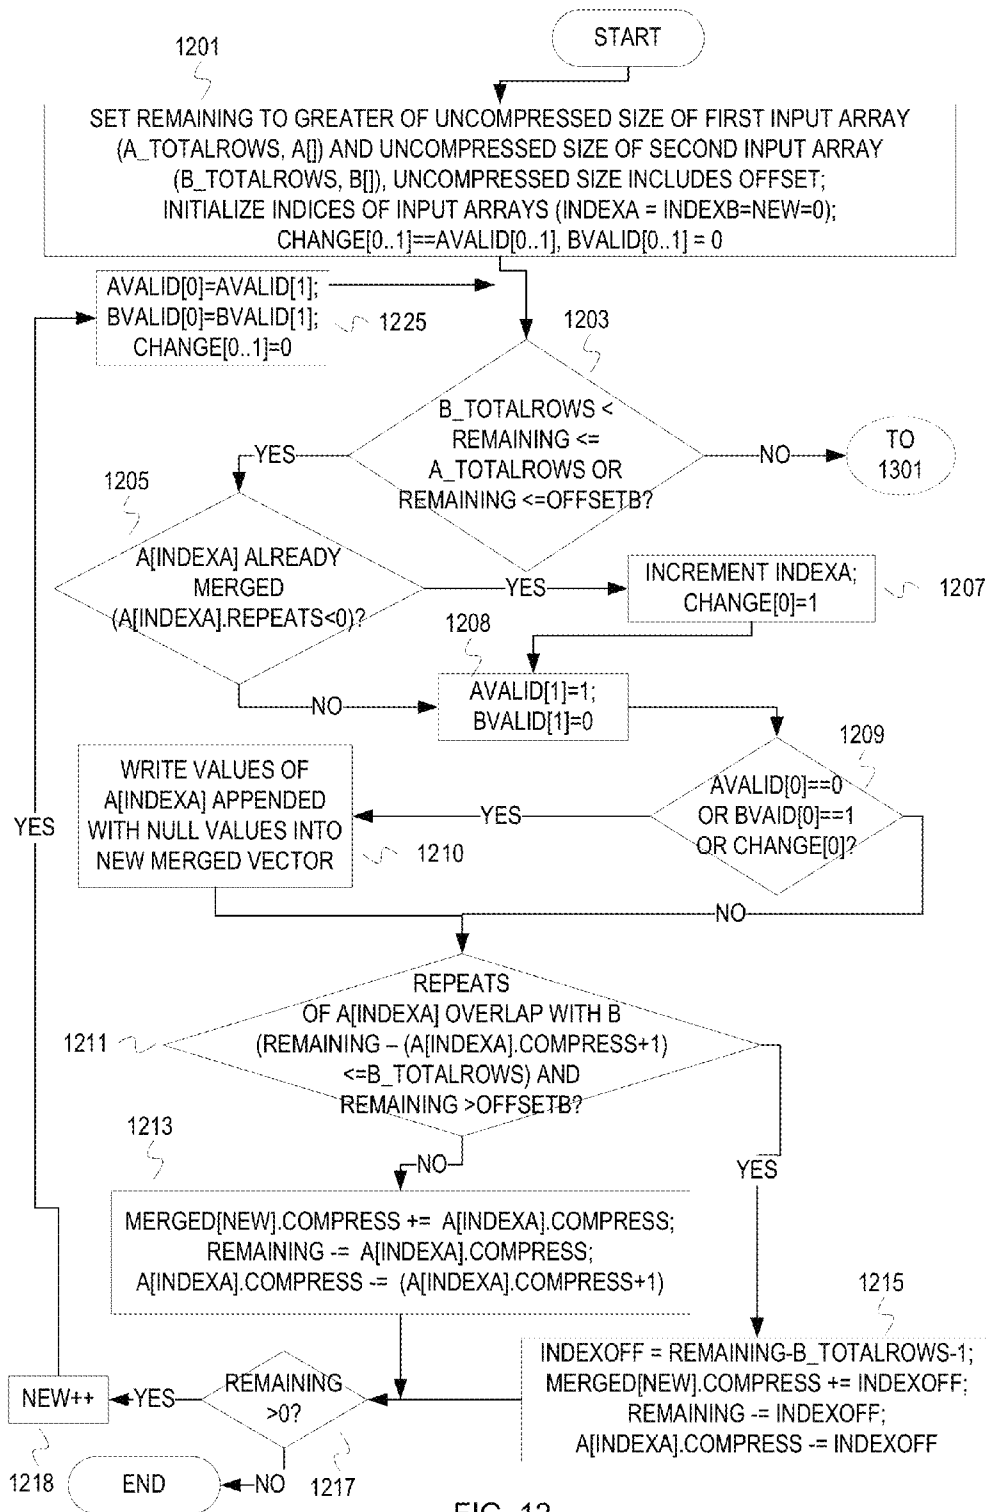 START
1201
SET REMAINING TO GREATER OF UNCOMPRESSED SIZE OF FIRST INPUT ARRAY
(A_TOTALROWS, A[]) AND UNCOMPRESSED SIZE OF SECOND INPUT ARRAY
(B_TOTALROWS, B[]), UNCOMPRESSED SIZE INCLUDES OFFSET;
INITIALIZE INDICES OF INPUT ARRAYS (INDEXA = INDEXB=NEW=0);
CHANGE[0..1]==AVALID[0..1], BVALID[0..1] = 0
AVALID[0]=AVALID[1];
BVALID[0]=BVALID[1];
CHANGE[0..1]=0
1225
1203
B_TOTALROWS <
REMAINING <=
A_TOTALROWS OR
REMAINING <=OFFSETB?
YES
NO
TO
1301
1205
A[INDEXA] ALREADY
MERGED
(A[INDEXA].REPEATS<0)?
YES
INCREMENT INDEXA;
CHANGE[0]=1
1207
1208
NO
AVALID[1]=1;
BVALID[1]=0
1209
AVALID[0]==0
OR BVAID[0]==1
OR CHANGE[0]?
YES
WRITE VALUES OF
A[INDEXA] APPENDED
WITH NULL VALUES INTO
NEW MERGED VECTOR
1210
YES
NO
REPEATS
OF A[INDEXA] OVERLAP WITH B
(REMAINING – (A[INDEXA].COMPRESS+1)
<=B_TOTALROWS) AND
REMAINING >OFFSETB?
1211
1213
NO
YES
MERGED[NEW].COMPRESS += A[INDEXA].COMPRESS;
REMAINING -= A[INDEXA].COMPRESS;
A[INDEXA].COMPRESS -= (A[INDEXA].COMPRESS+1)
1215
INDEXOFF = REMAINING-B_TOTALROWS-1;
MERGED[NEW].COMPRESS += INDEXOFF;
REMAINING -= INDEXOFF;
A[INDEXA].COMPRESS -= INDEXOFF
REMAINING
>0?
YES
NEW++
1218
1217
NO
END
FIG. 12